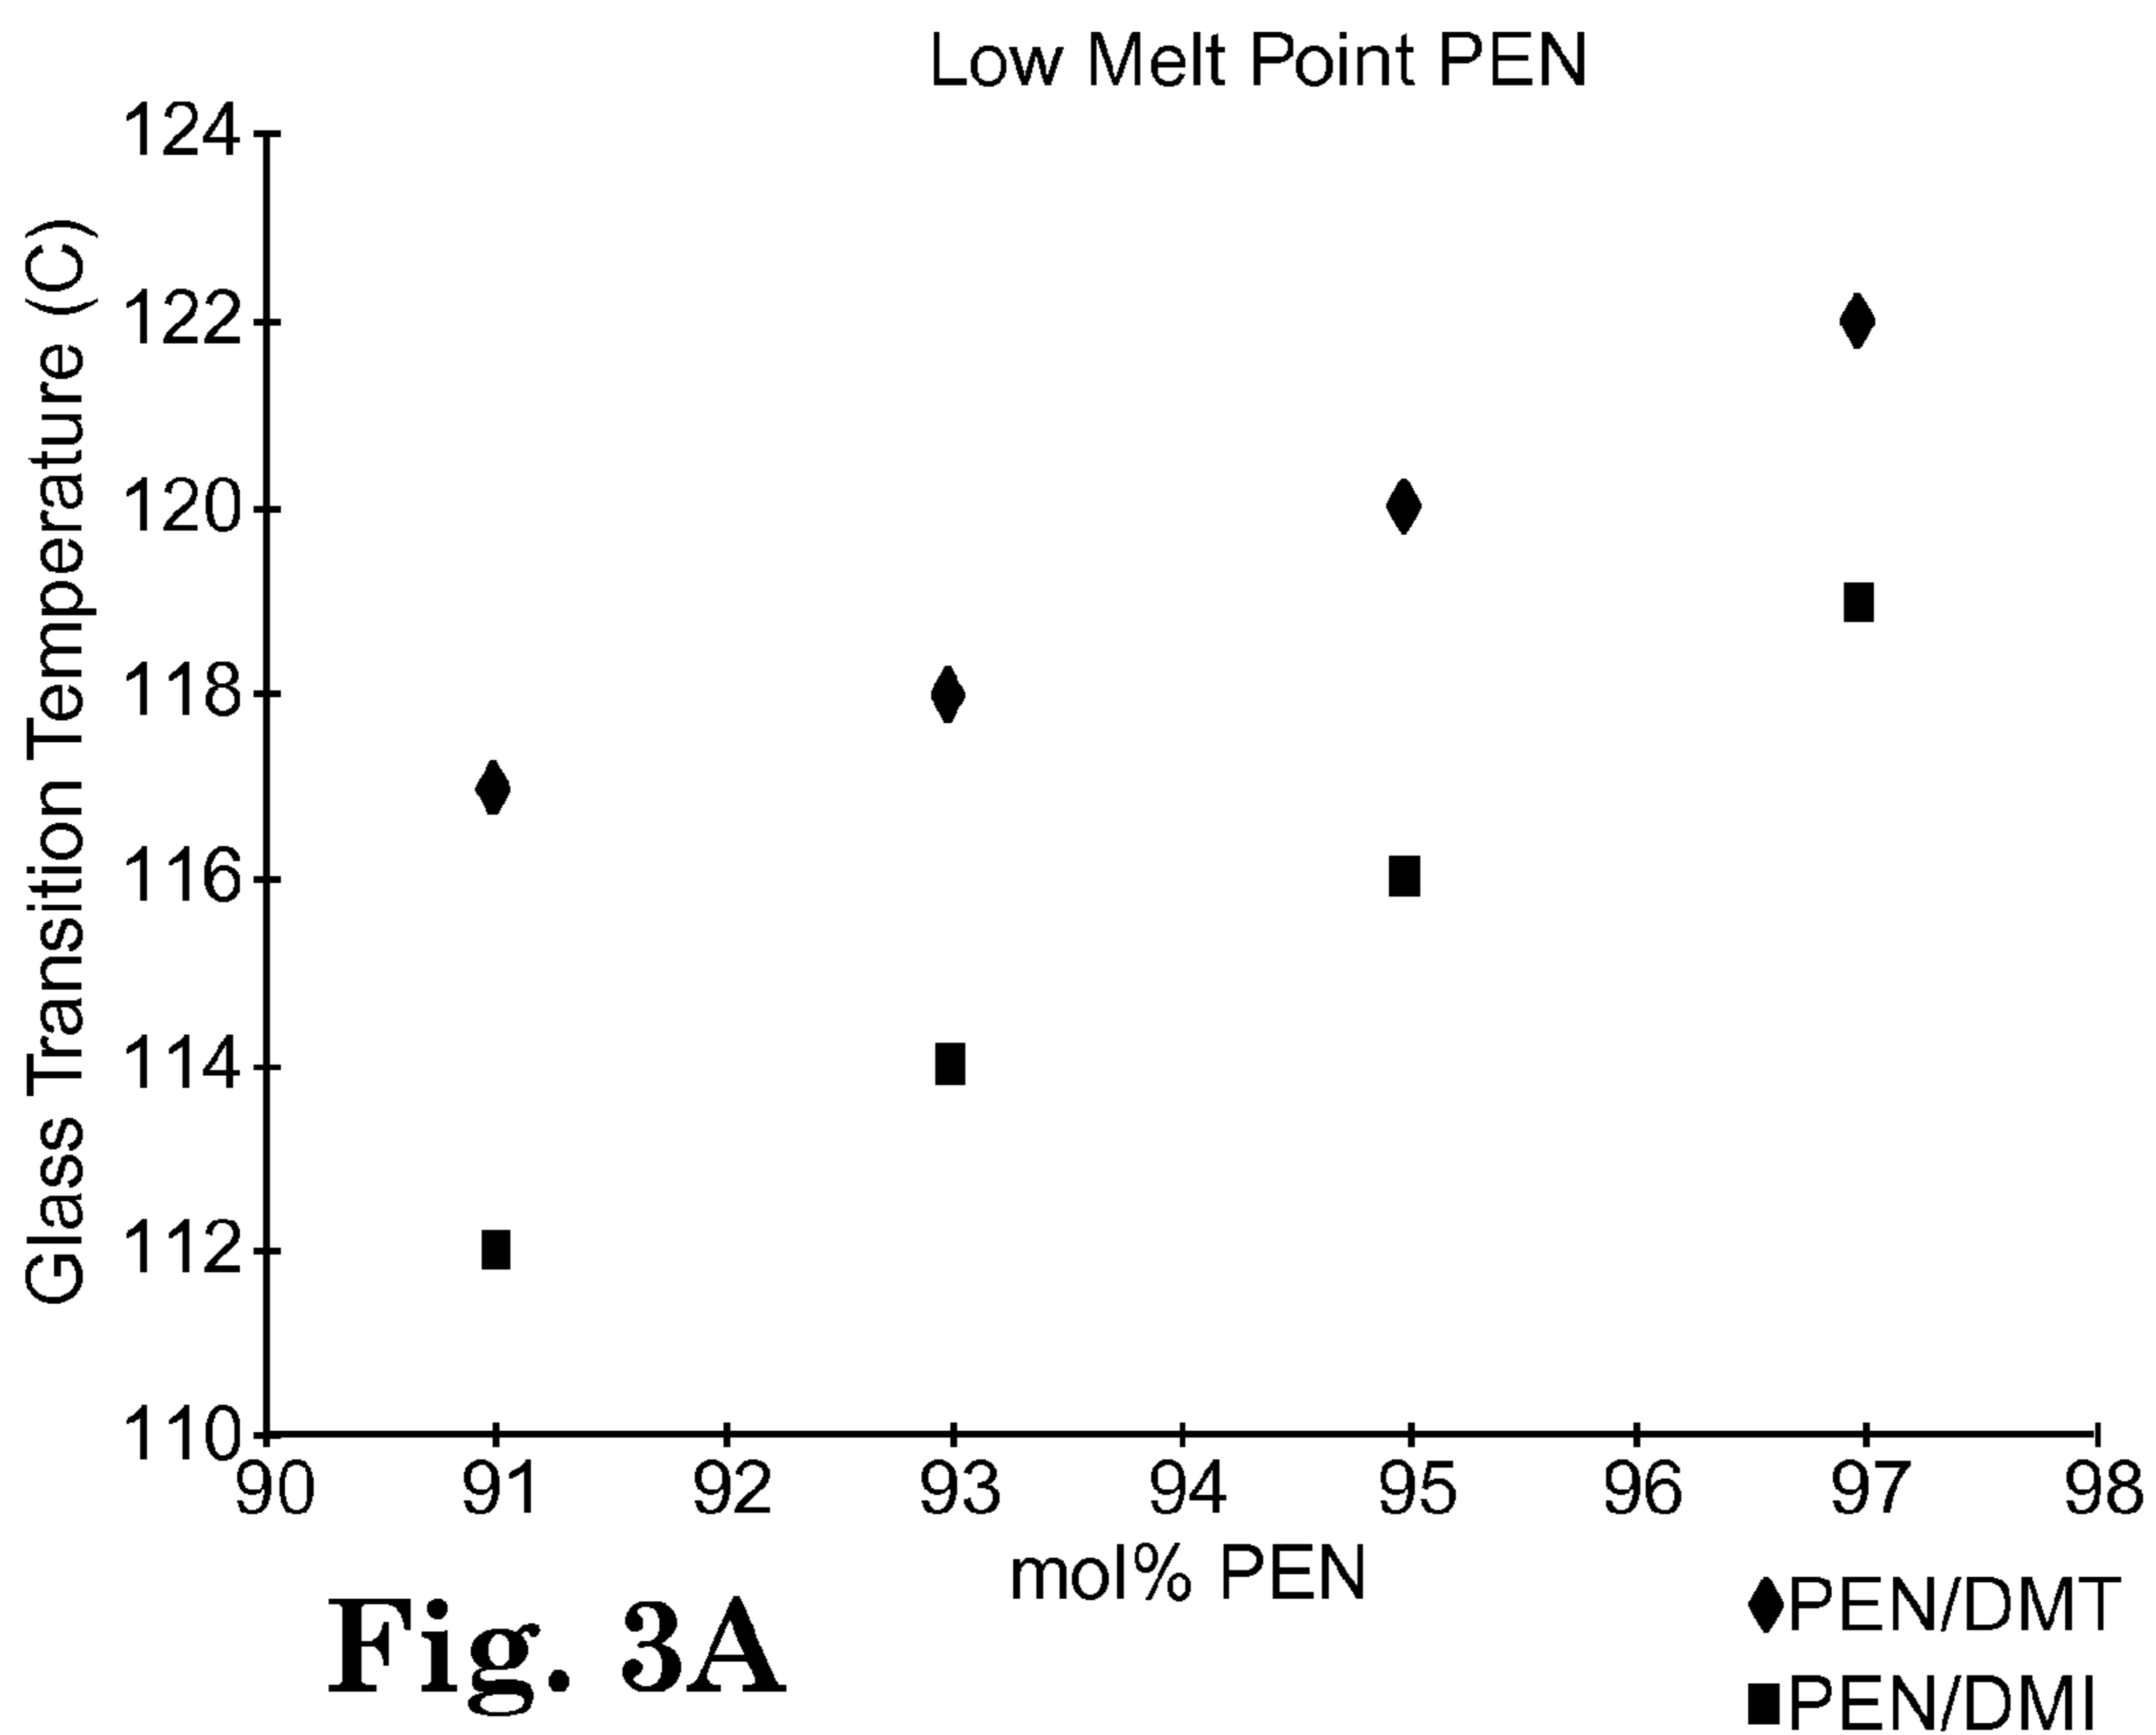 Low Melt Point PEN
Glass Transition Temperature (C)
124
122
120
118
116
114
112
110
90 91 92 93 94 95 96 97 98
mol% PEN
PEN/DMT
PEN/DMI
Fig. 3A